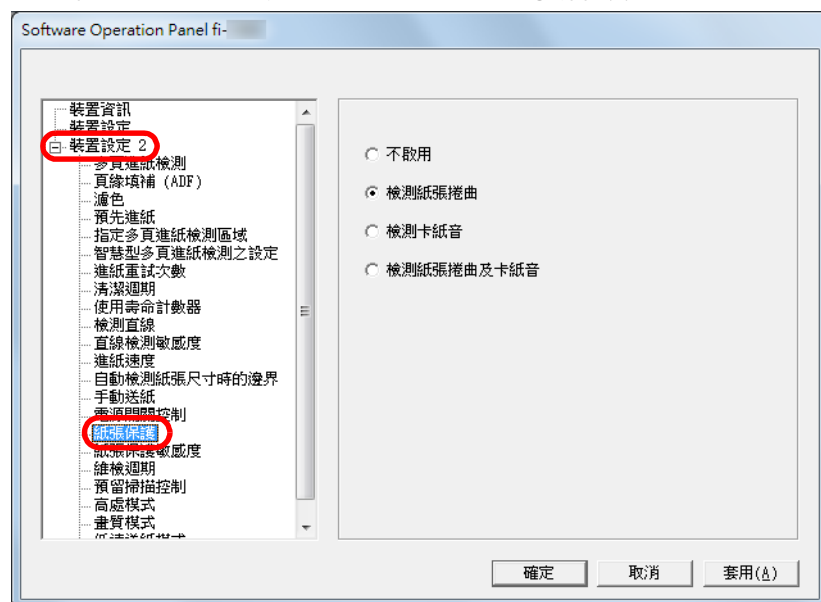 Software Operation Panel fi-
裝置資訊
裝置設定
裝置設定 2
多頁進紙檢測
頁緣填補 (ADF)
濾色
預先進紙
指定多頁進紙檢測區域
智慧型多頁進紙檢測之設定
進紙重試次數
清潔週期
使用壽命計數器
檢測直線
直線檢測敏感度
進紙速度
自動檢測紙張尺寸時的邊界
手動送紙
電源開關控制
紙張保護
紙張保護敏感度
維檢週期
預留掃描控制
高處模式
畫質模式
低速送紙模式
不啟用
檢測紙張捲曲
檢測卡紙音
檢測紙張捲曲及卡紙音
確定
取消
套用(A)